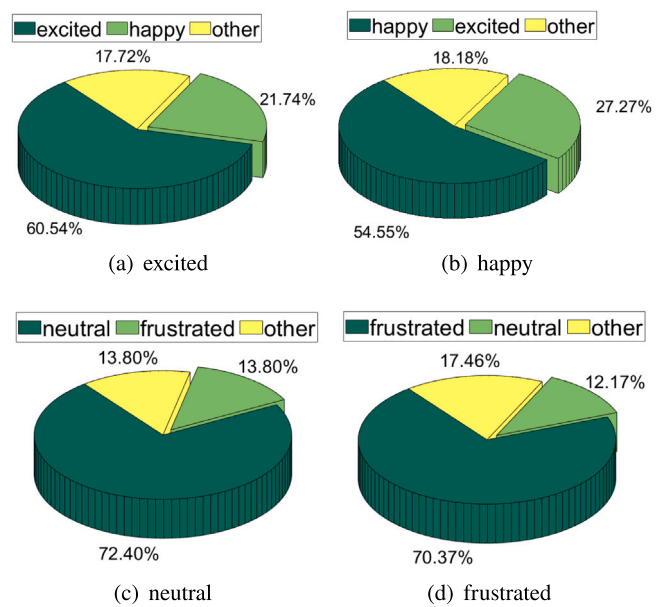 excited happy other
17.72%
21.74%
60.54%
(a) excited
happy excited other
18.18%
27.27%
54.55%
(b) happy
neutral frustrated other
13.80%
13.80%
72.40%
(c) neutral
frustrated neutral other
17.46%
12.17%
70.37%
(d) frustrated